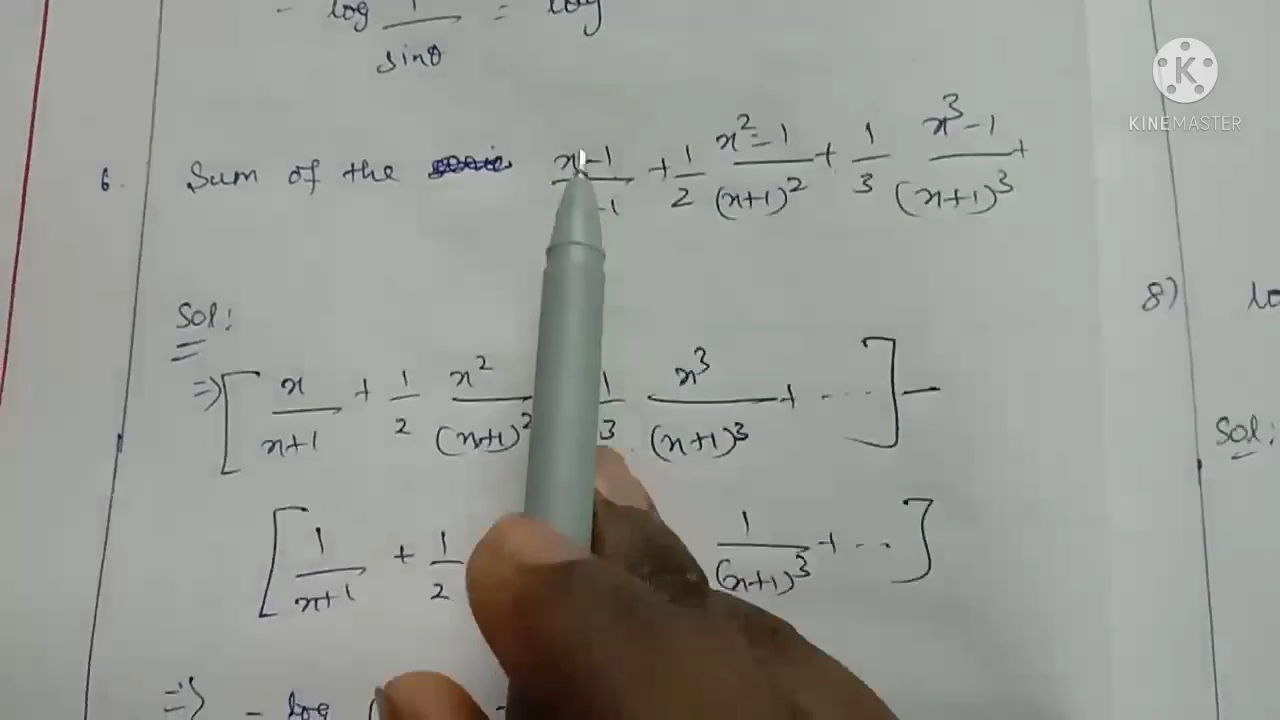 - log 1/sinθ = log
6. Sum of the x-1/-1 + 1/2 x²-1/(x+1)² + 1/3 x³-1/(x+1)³ +
Sol:
=> [ x/x+1 + 1/2 x²/(x+1)² 1/3 x³/(x+1)³ + .... ] -
[ 1/x+1 + 1/2 1/(x+1)³ + ... ]
=> - log (
8)
Sol:
KINEMASTER